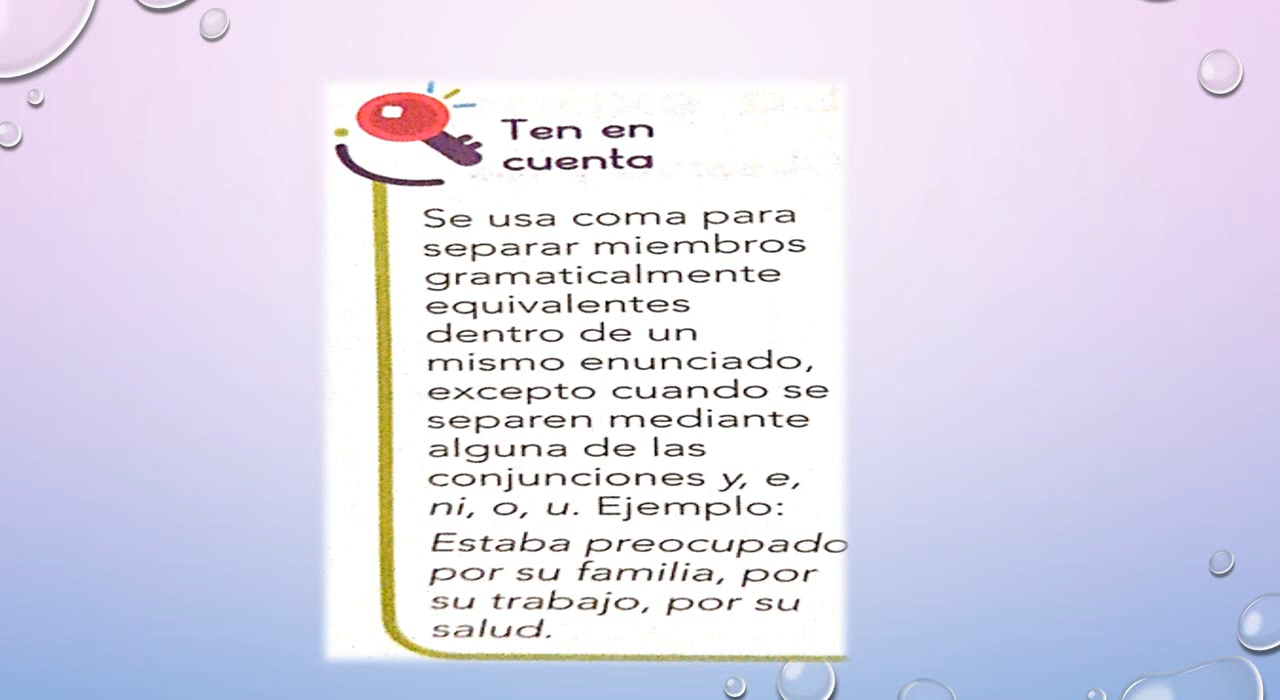 Ten en
cuenta
Se usa coma para
separar miembros
gramaticalmente
equivalentes
dentro de un
mismo enunciado,
excepto cuando se
separen mediante
alguna de las
conjunciones y, e,
ni, o, u. Ejemplo:
Estaba preocupado
por su familia, por
su trabajo, por su
salud.